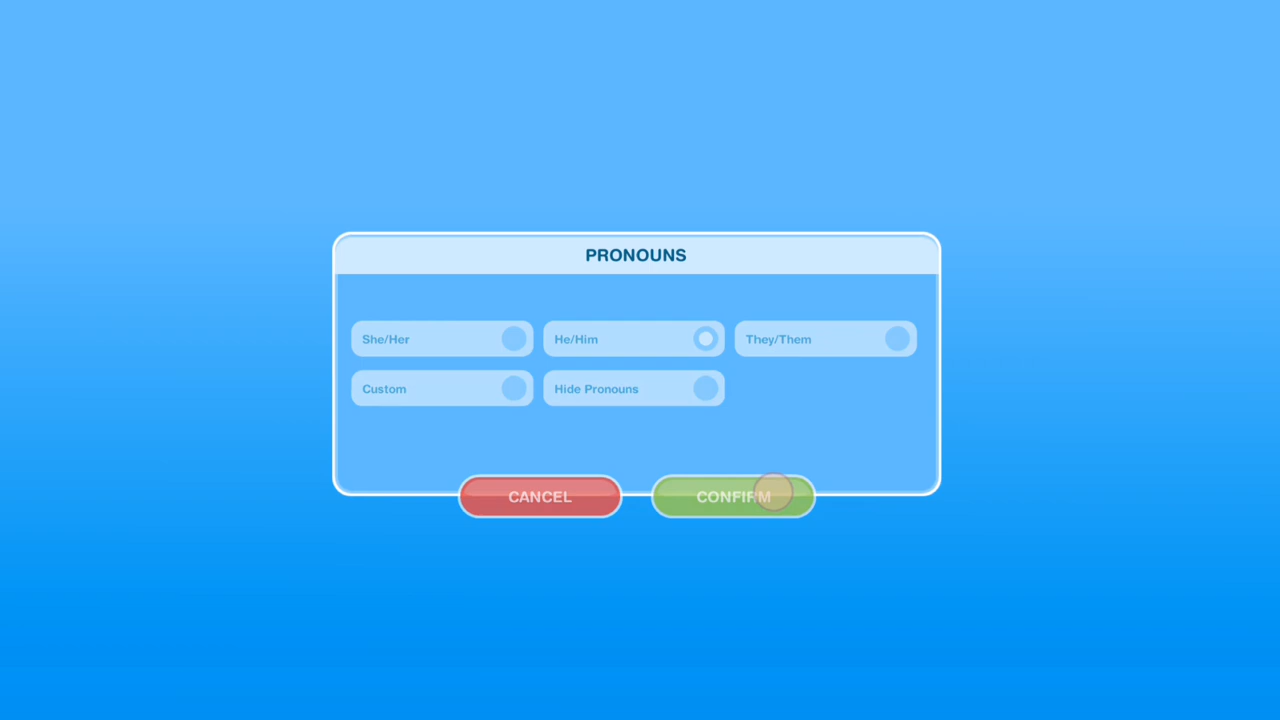 PRONOUNS
She/Her
He/Him
They/Them
Custom
Hide Pronouns
CANCEL
CONFIRM